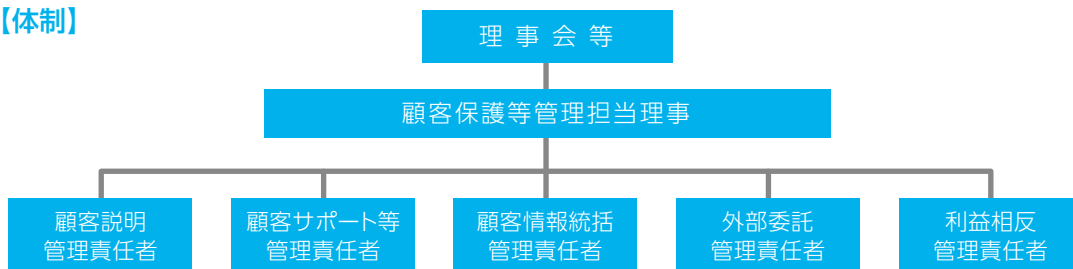 【体制】
理事会等
顧客保護等管理担当理事
顧客説明
管理責任者
顧客サポート等
管理責任者
顧客情報統括
管理責任者
外部委託
管理責任者
利益相反
管理責任者